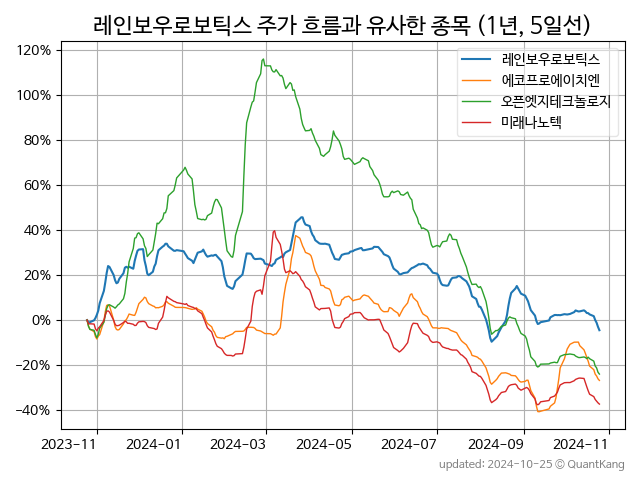 레인보우로보틱스 주가 흐름과 유사한 종목 (1년, 5일선)
레인보우로보틱스
에코프로에이치엔
오픈엣지테크놀로지
미래나노텍
120%
100%
80%
60%
40%
20%
0%
−20%
−40%
2023-11 2024-01 2024-03 2024-05 2024-07 2024-09 2024-11
updated: 2024-10-25 © QuantKang